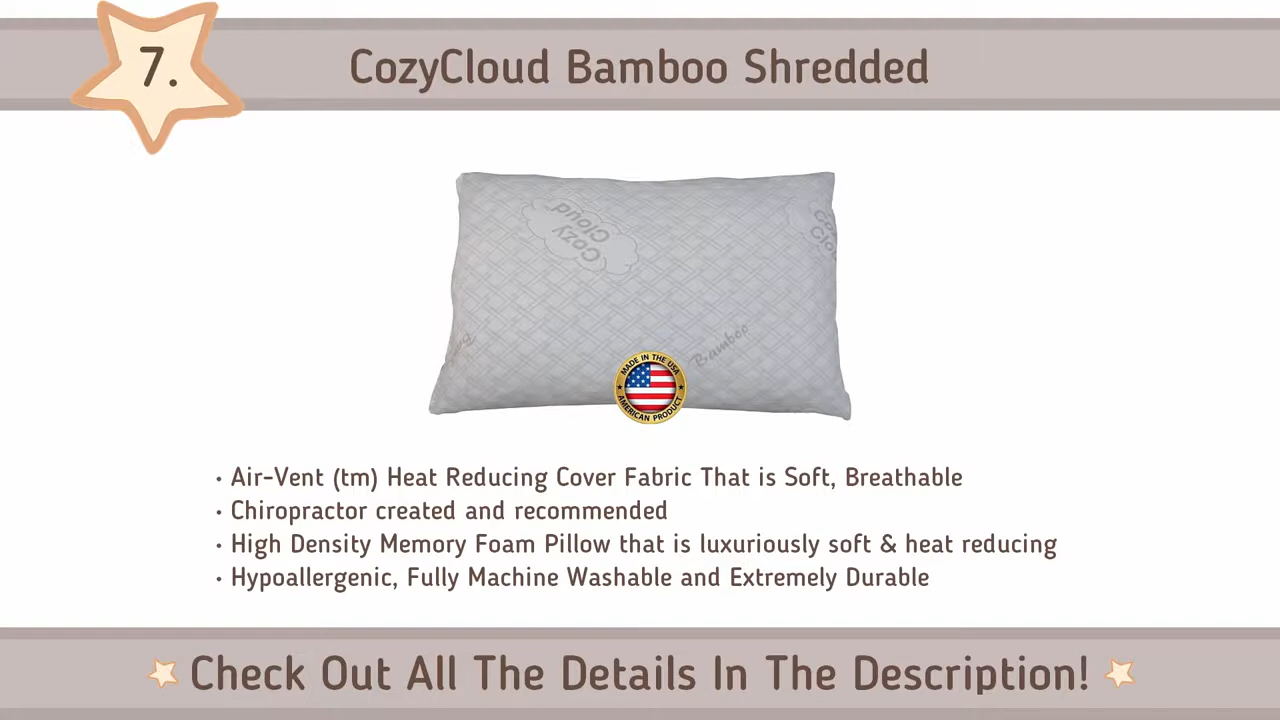 7.
CozyCloud Bamboo Shredded
Cozy
Cloud
Bamboo
MADE IN THE USA
AMERICAN PRODUCT
• Air-Vent (tm) Heat Reducing Cover Fabric That is Soft, Breathable
• Chiropractor created and recommended
• High Density Memory Foam Pillow that is luxuriously soft & heat reducing
• Hypoallergenic, Fully Machine Washable and Extremely Durable
Check Out All The Details In The Description!